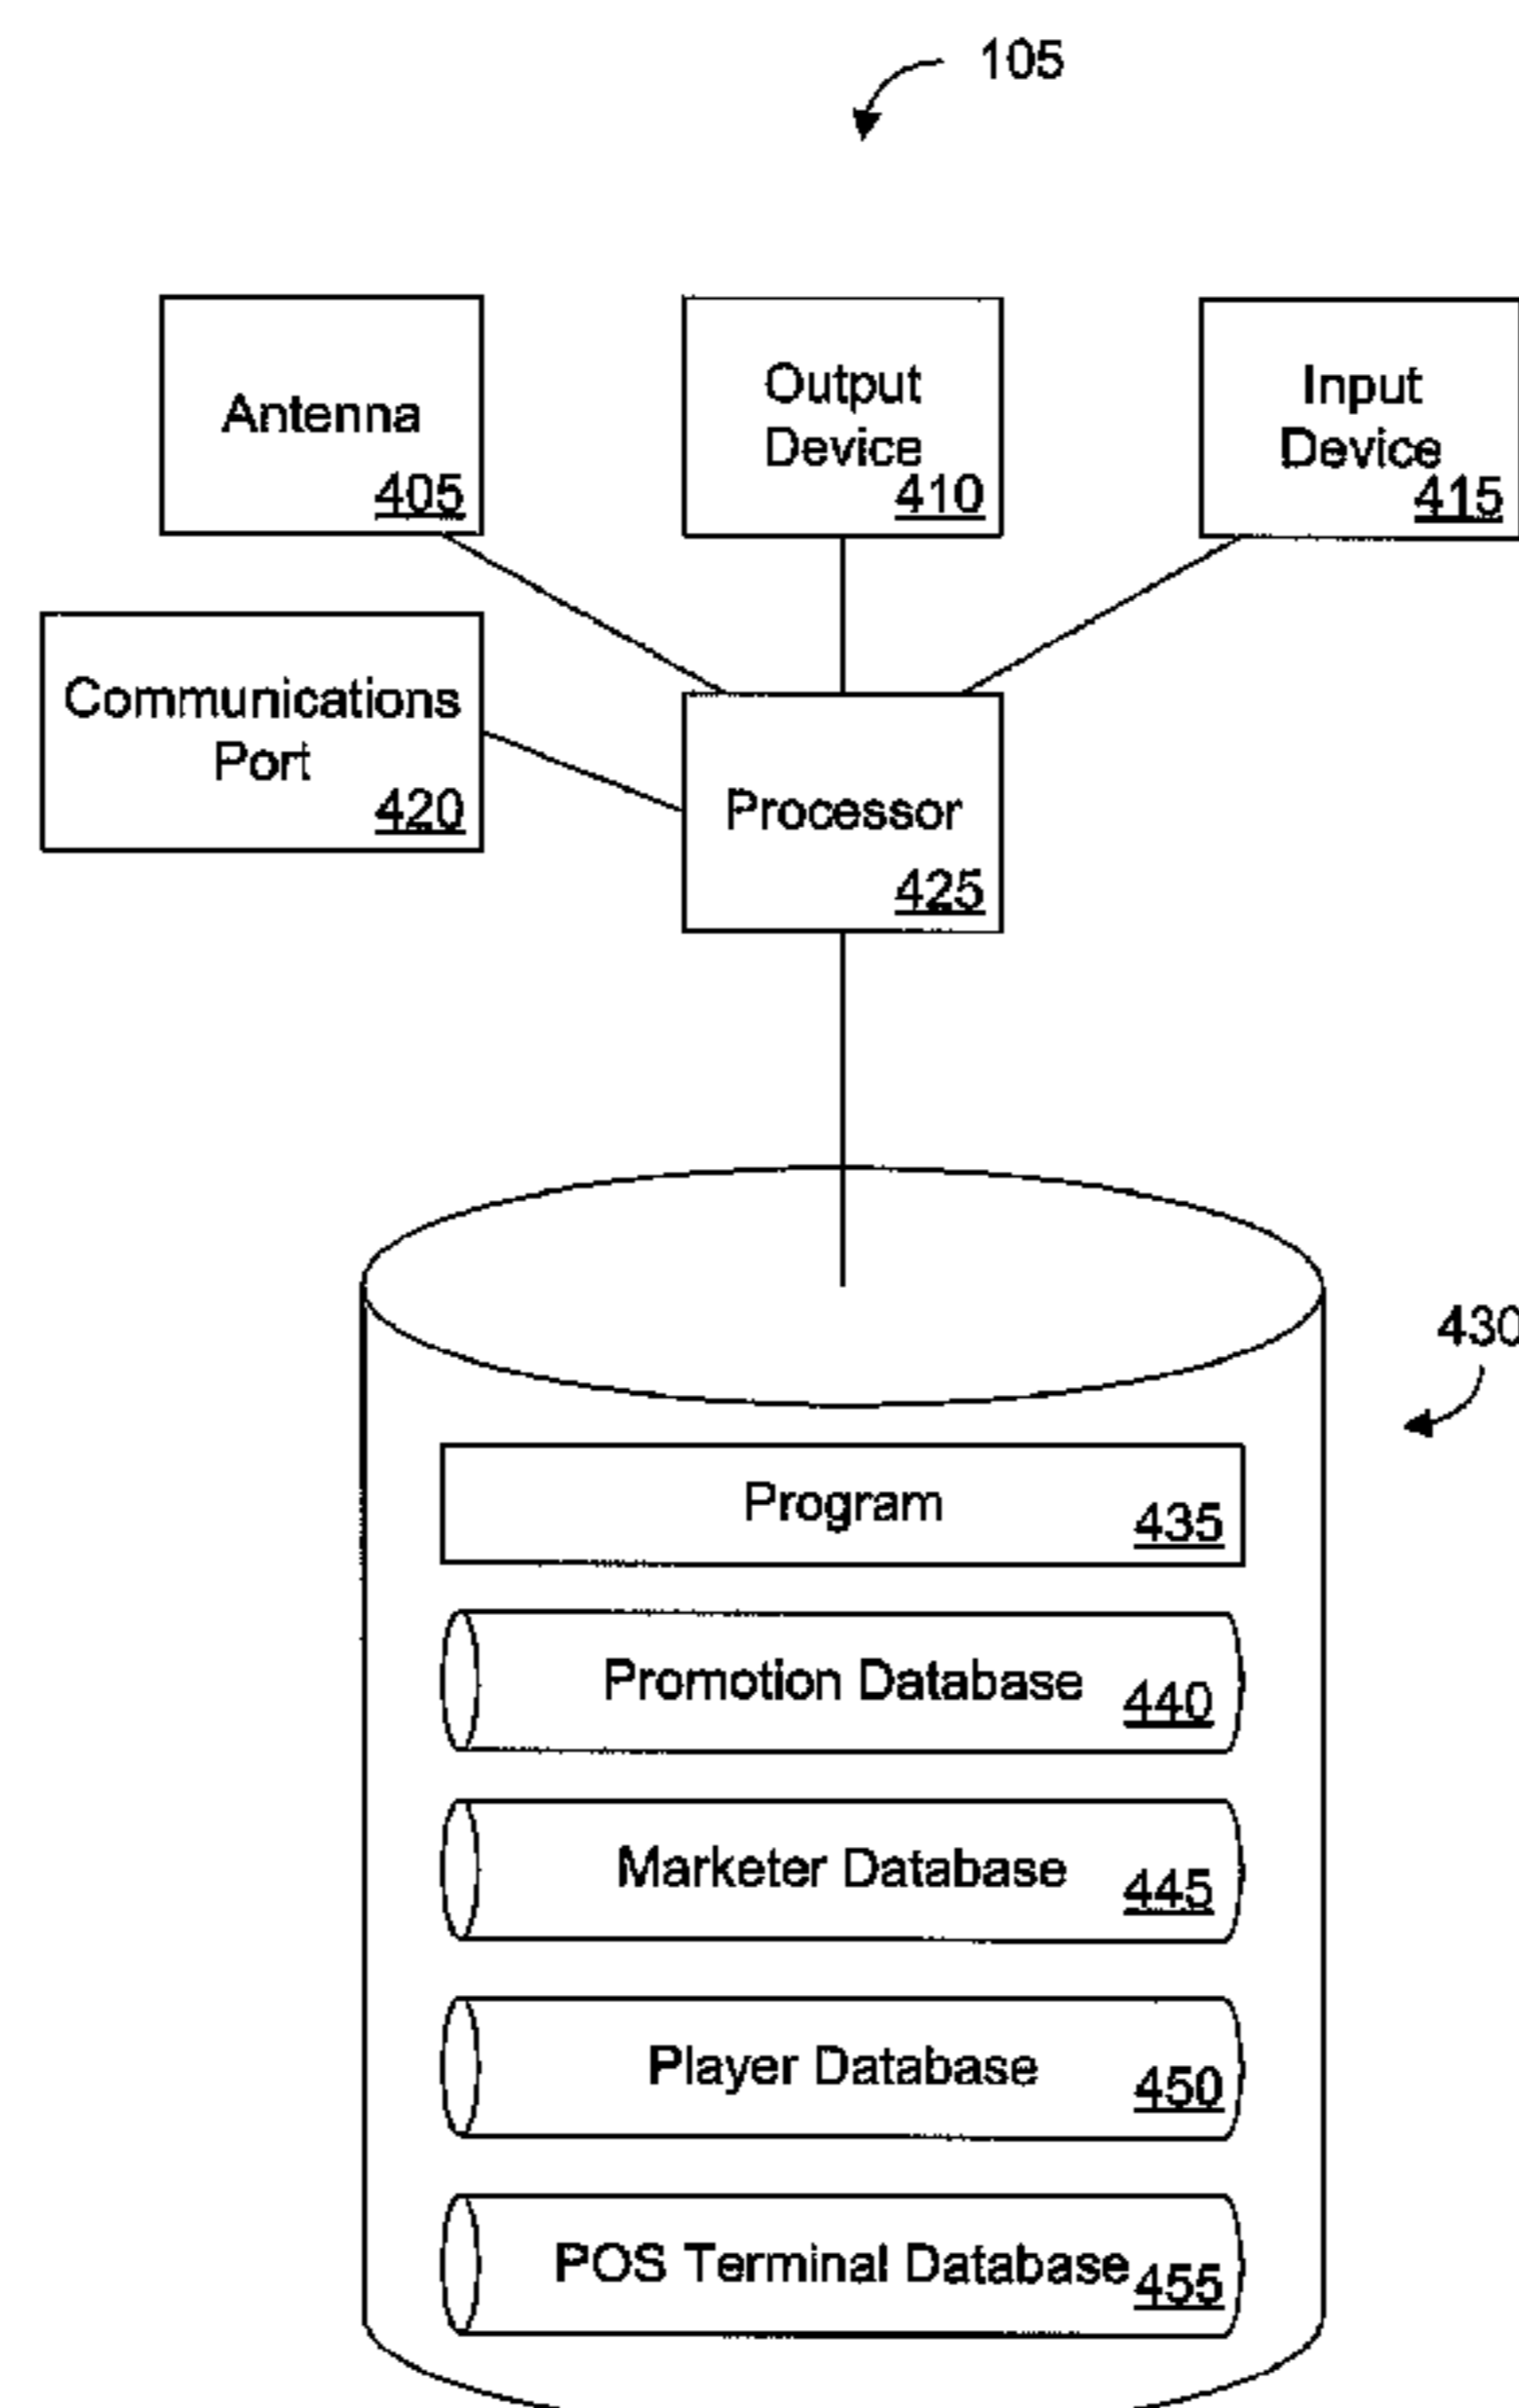 105
Antenna
405
Output
Device
410
Input
Device
415
Communications
Port
420
Processor
425
430
Program
435
Promotion Database
440
Marketer Database
445
Player Database
450
POS Terminal Database
455